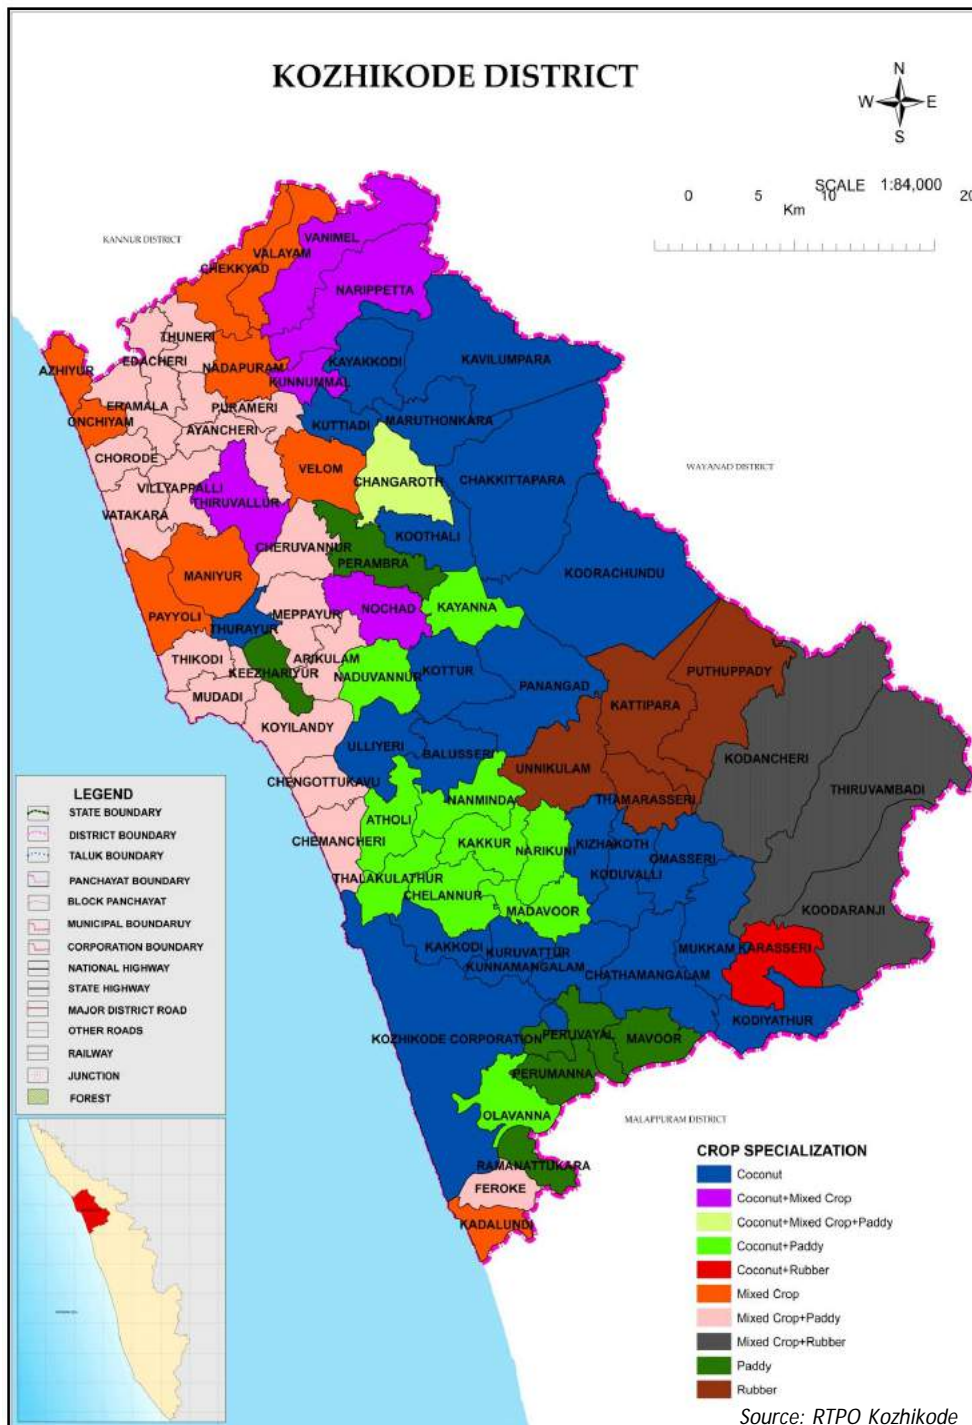 KOZHIKODE DISTRICT
N
W E
S
SCALE 1:84,000
0 5 10 20
Km
KANNUR DISTRICT
VANIMEL
VALAYAM
CHEKKYAD
NARIPPETTA
THUNERI
EDACHERI
KAYAKKODI
KAVILUMPARA
AZHIYUR
NADAPURAM
KUNNUMMAL
ERAMALA
PURAMERI
ONCHIYAM
MARUTHONKARA
AYANCHERI
KUTTIADI
CHORODE
VELOM
WAYANAD DISTRICT
CHANGAROTH
CHAKKITTAPARA
VILLYAPPALLI
THIRUVALLUR
VATAKARA
KOOTHALI
CHERUVANNUR
PERAMBRA
KOORACHUNDU
MANIYUR
NOCHAD
KAYANNA
PAYYOLI
MEPPAYUR
THURAYUR
THIKODI
ARIKULAM
KEEZHARIYUR
NADUVANNUR
KOTTUR
PUTHUPPADY
PANANGAD
MUDADI
KATTIPARA
KOYILANDY
ULLIYERI
BALUSSERI
KODANCHERI
UNNIKULAM
CHENGOTTUKAVU
THIRUVAMBADI
NANMINDA
THAMARASSERI
ATHOLI
CHEMANCHERI
KAKKUR
NARIKUNI
KIZHAKOTH
OMASSERI
THALAKULATHUR
KODUVALLI
CHELANNUR
MADAVOOR
KOODARANJI
KAKKODI
KURUVATTUR
MUKKAM
KARASSERI
KUNNAMANGALAM
CHATHAMANGALAM
KODIYATHUR
KOZHIKODE CORPORATION
PERUVAYAL
MAVOOR
PERUMANNA
OLAVANNA
MALAPPURAM DISTRICT
RAMANATTUKARA
FEROKE
KADALUNDI
LEGEND
STATE BOUNDARY
DISTRICT BOUNDARY
TALUK BOUNDARY
PANCHAYAT BOUNDARY
BLOCK PANCHAYAT
MUNICIPAL BOUNDARUY
CORPORATION BOUNDARY
NATIONAL HIGHWAY
STATE HIGHWAY
MAJOR DISTRICT ROAD
OTHER ROADS
RAILWAY
JUNCTION
FOREST
CROP SPECIALIZATION
Coconut
Coconut+Mixed Crop
Coconut+Mixed Crop+Paddy
Coconut+Paddy
Coconut+Rubber
Mixed Crop
Mixed Crop+Paddy
Mixed Crop+Rubber
Paddy
Rubber
Source: RTPO Kozhikode